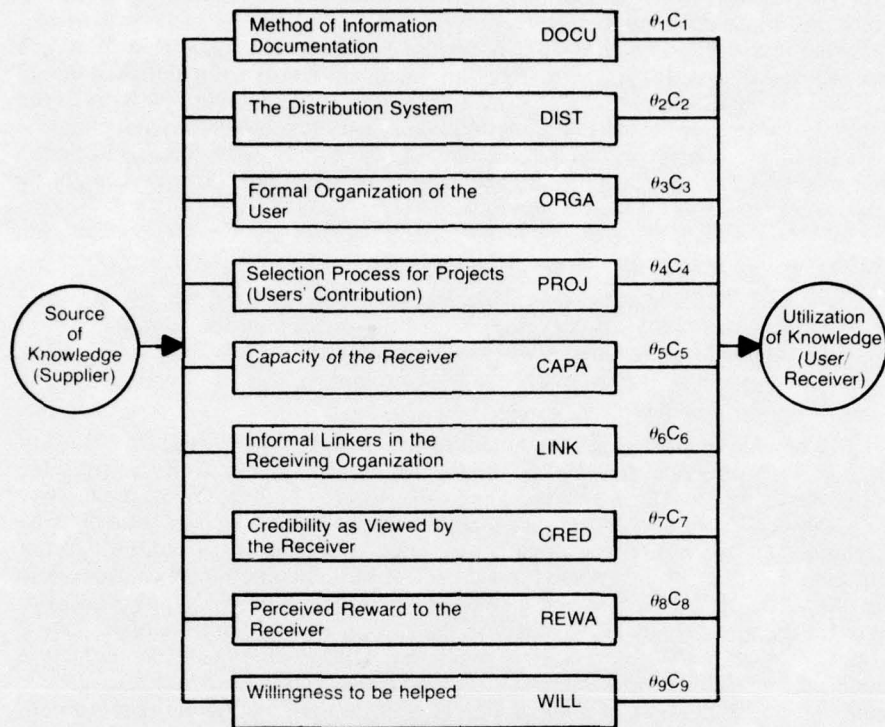 Method of Information
Documentation
DOCU
θ₁C₁
The Distribution System
DIST
θ₂C₂
Formal Organization of the
User
ORGA
θ₃C₃
Selection Process for Projects
(Users' Contribution)
PROJ
θ₄C₄
Source
of
Knowledge
(Supplier)
Capacity of the Receiver
CAPA
θ₅C₅
Utilization
of Knowledge
(User/
Receiver)
Informal Linkers in the
Receiving Organization
LINK
θ₆C₆
Credibility as Viewed by
the Receiver
CRED
θ₇C₇
Perceived Reward to the
Receiver
REWA
θ₈C₈
Willingness to be helped
WILL
θ₉C₉